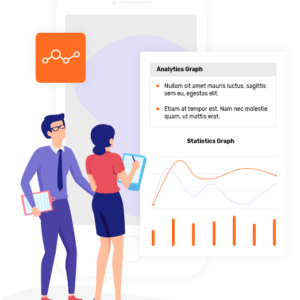 Analytics Graph
Nullam sit amet mauris luctus, sagittis
sem eu, egestas elit.
Etiam at tempor est. Nam nec molestie
quam, ut mattis erat.
Statistics Graph